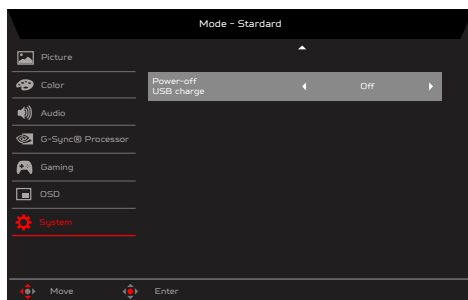 Mode - Stardard
Picture
Power-off
USB charge
Off
Color
Audio
G-Sync® Processor
Gaming
OSD
System
Move
Enter